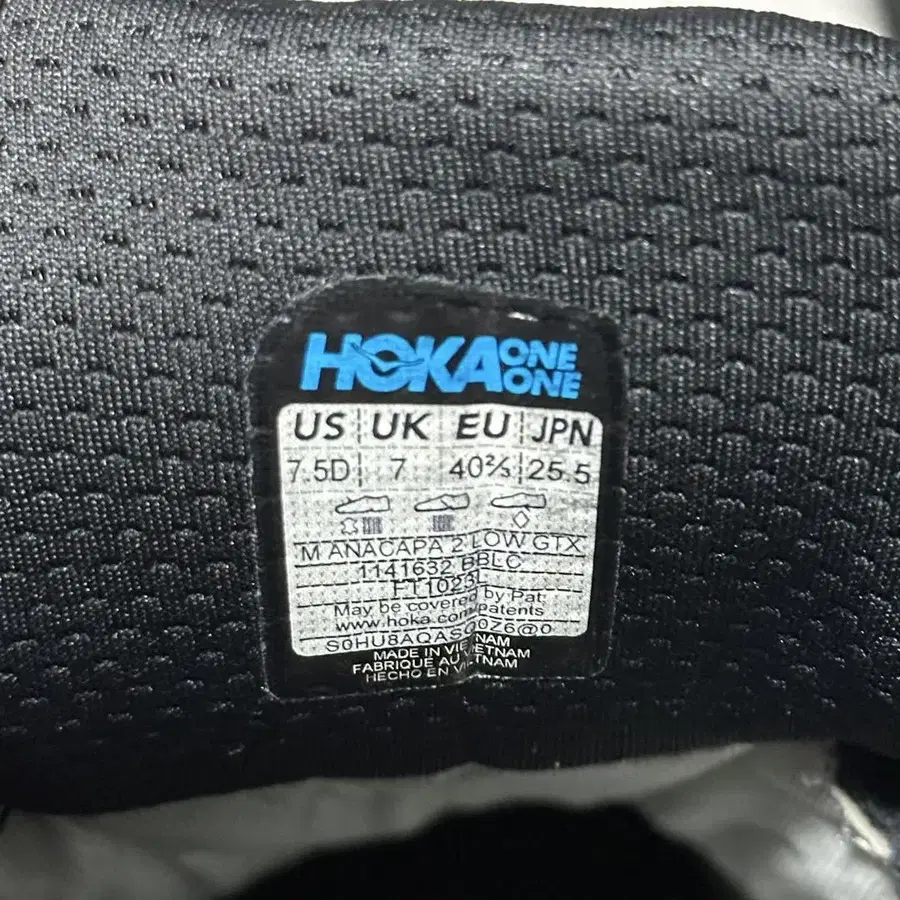 HOKA ONE ONE
US UK EU JPN
7.5D 7 40⅔ 25.5
M ANACAPA 2 LOW GTX
1141632 BBLC
FT1023
May be covered by Pat
www.hoka.com/patents
MADE IN VIETNAM
FABRIQUE AU VIETNAM
HECHO EN VIETNAM